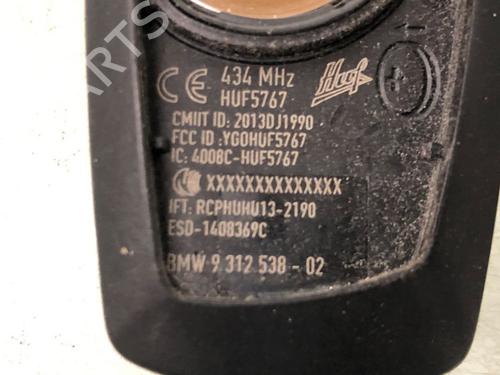 PARTS
CE 434 MHz Huf
HUF5767
CMIIT ID: 2013DJ1990
FCC ID :YGOHUF5767
IC: 4008C-HUF5767
XXXXXXXXXXXXXX
IFT: RCPHUHU13-2190
ESD-1408369C
BMW 9 312 538 - 02